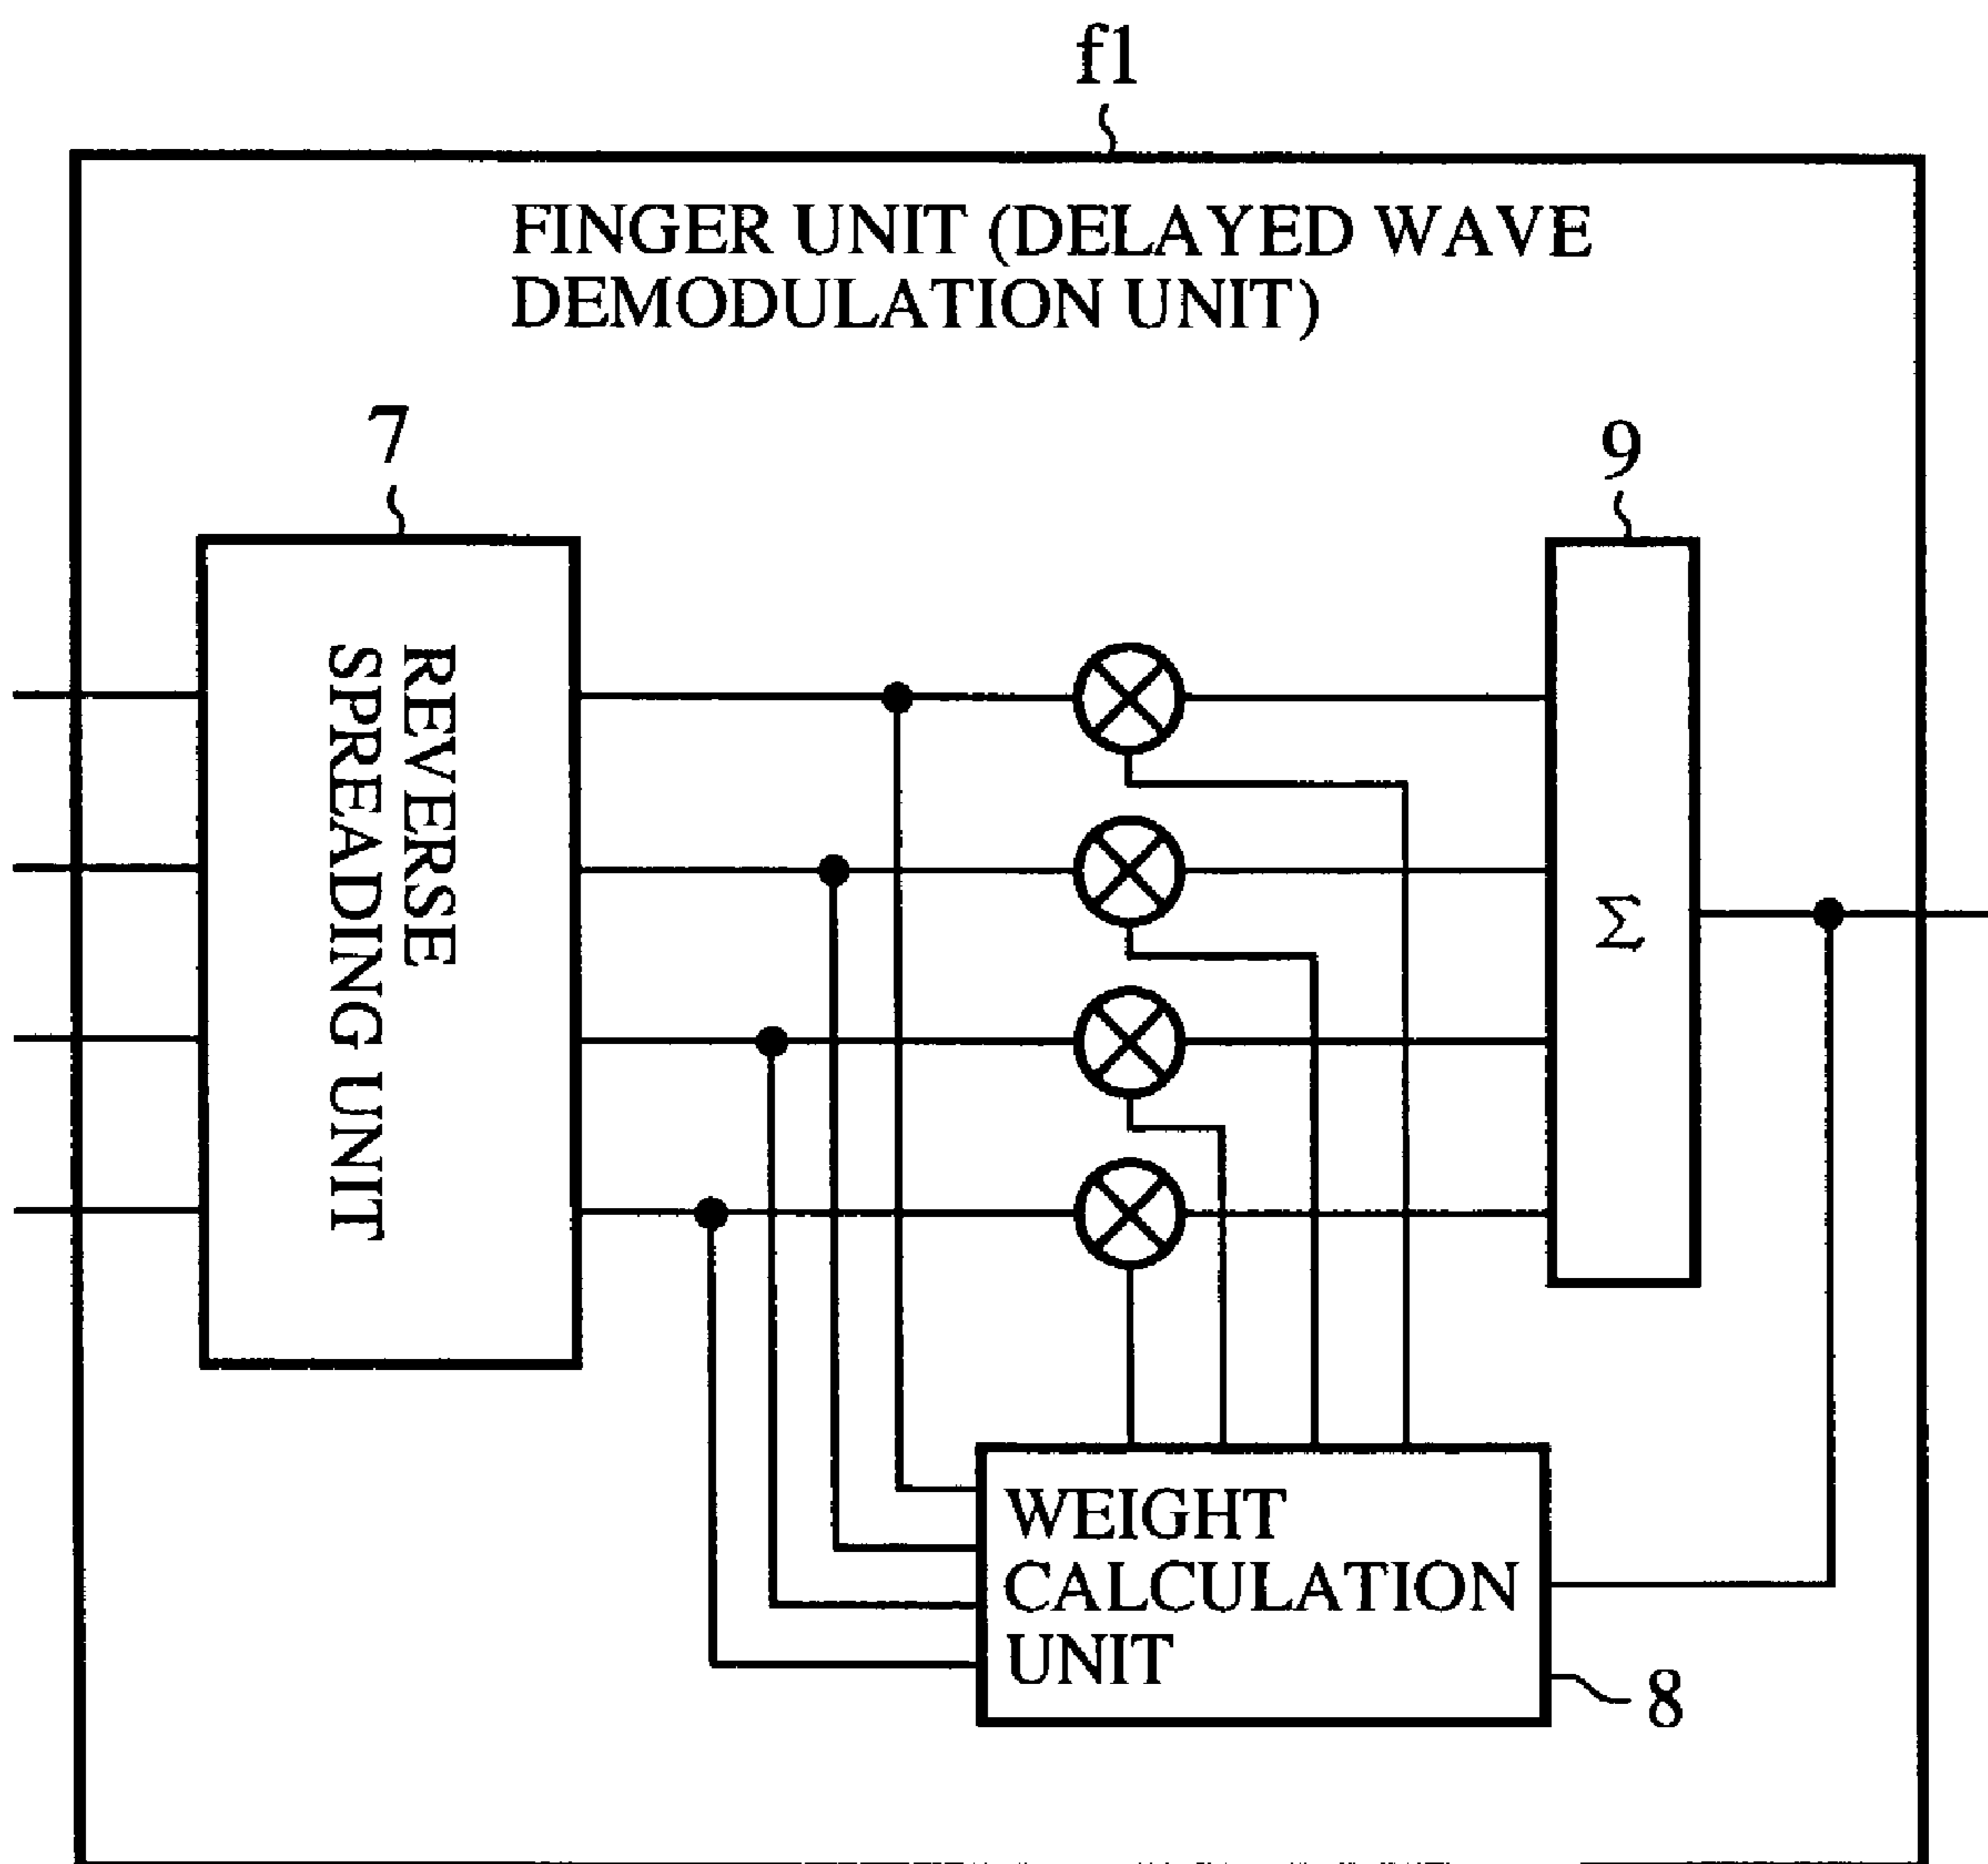 f1
FINGER UNIT (DELAYED WAVE
DEMODULATION UNIT)
7
9
REVERSE
SPREADING UNIT
Σ
WEIGHT
CALCULATION
UNIT
8